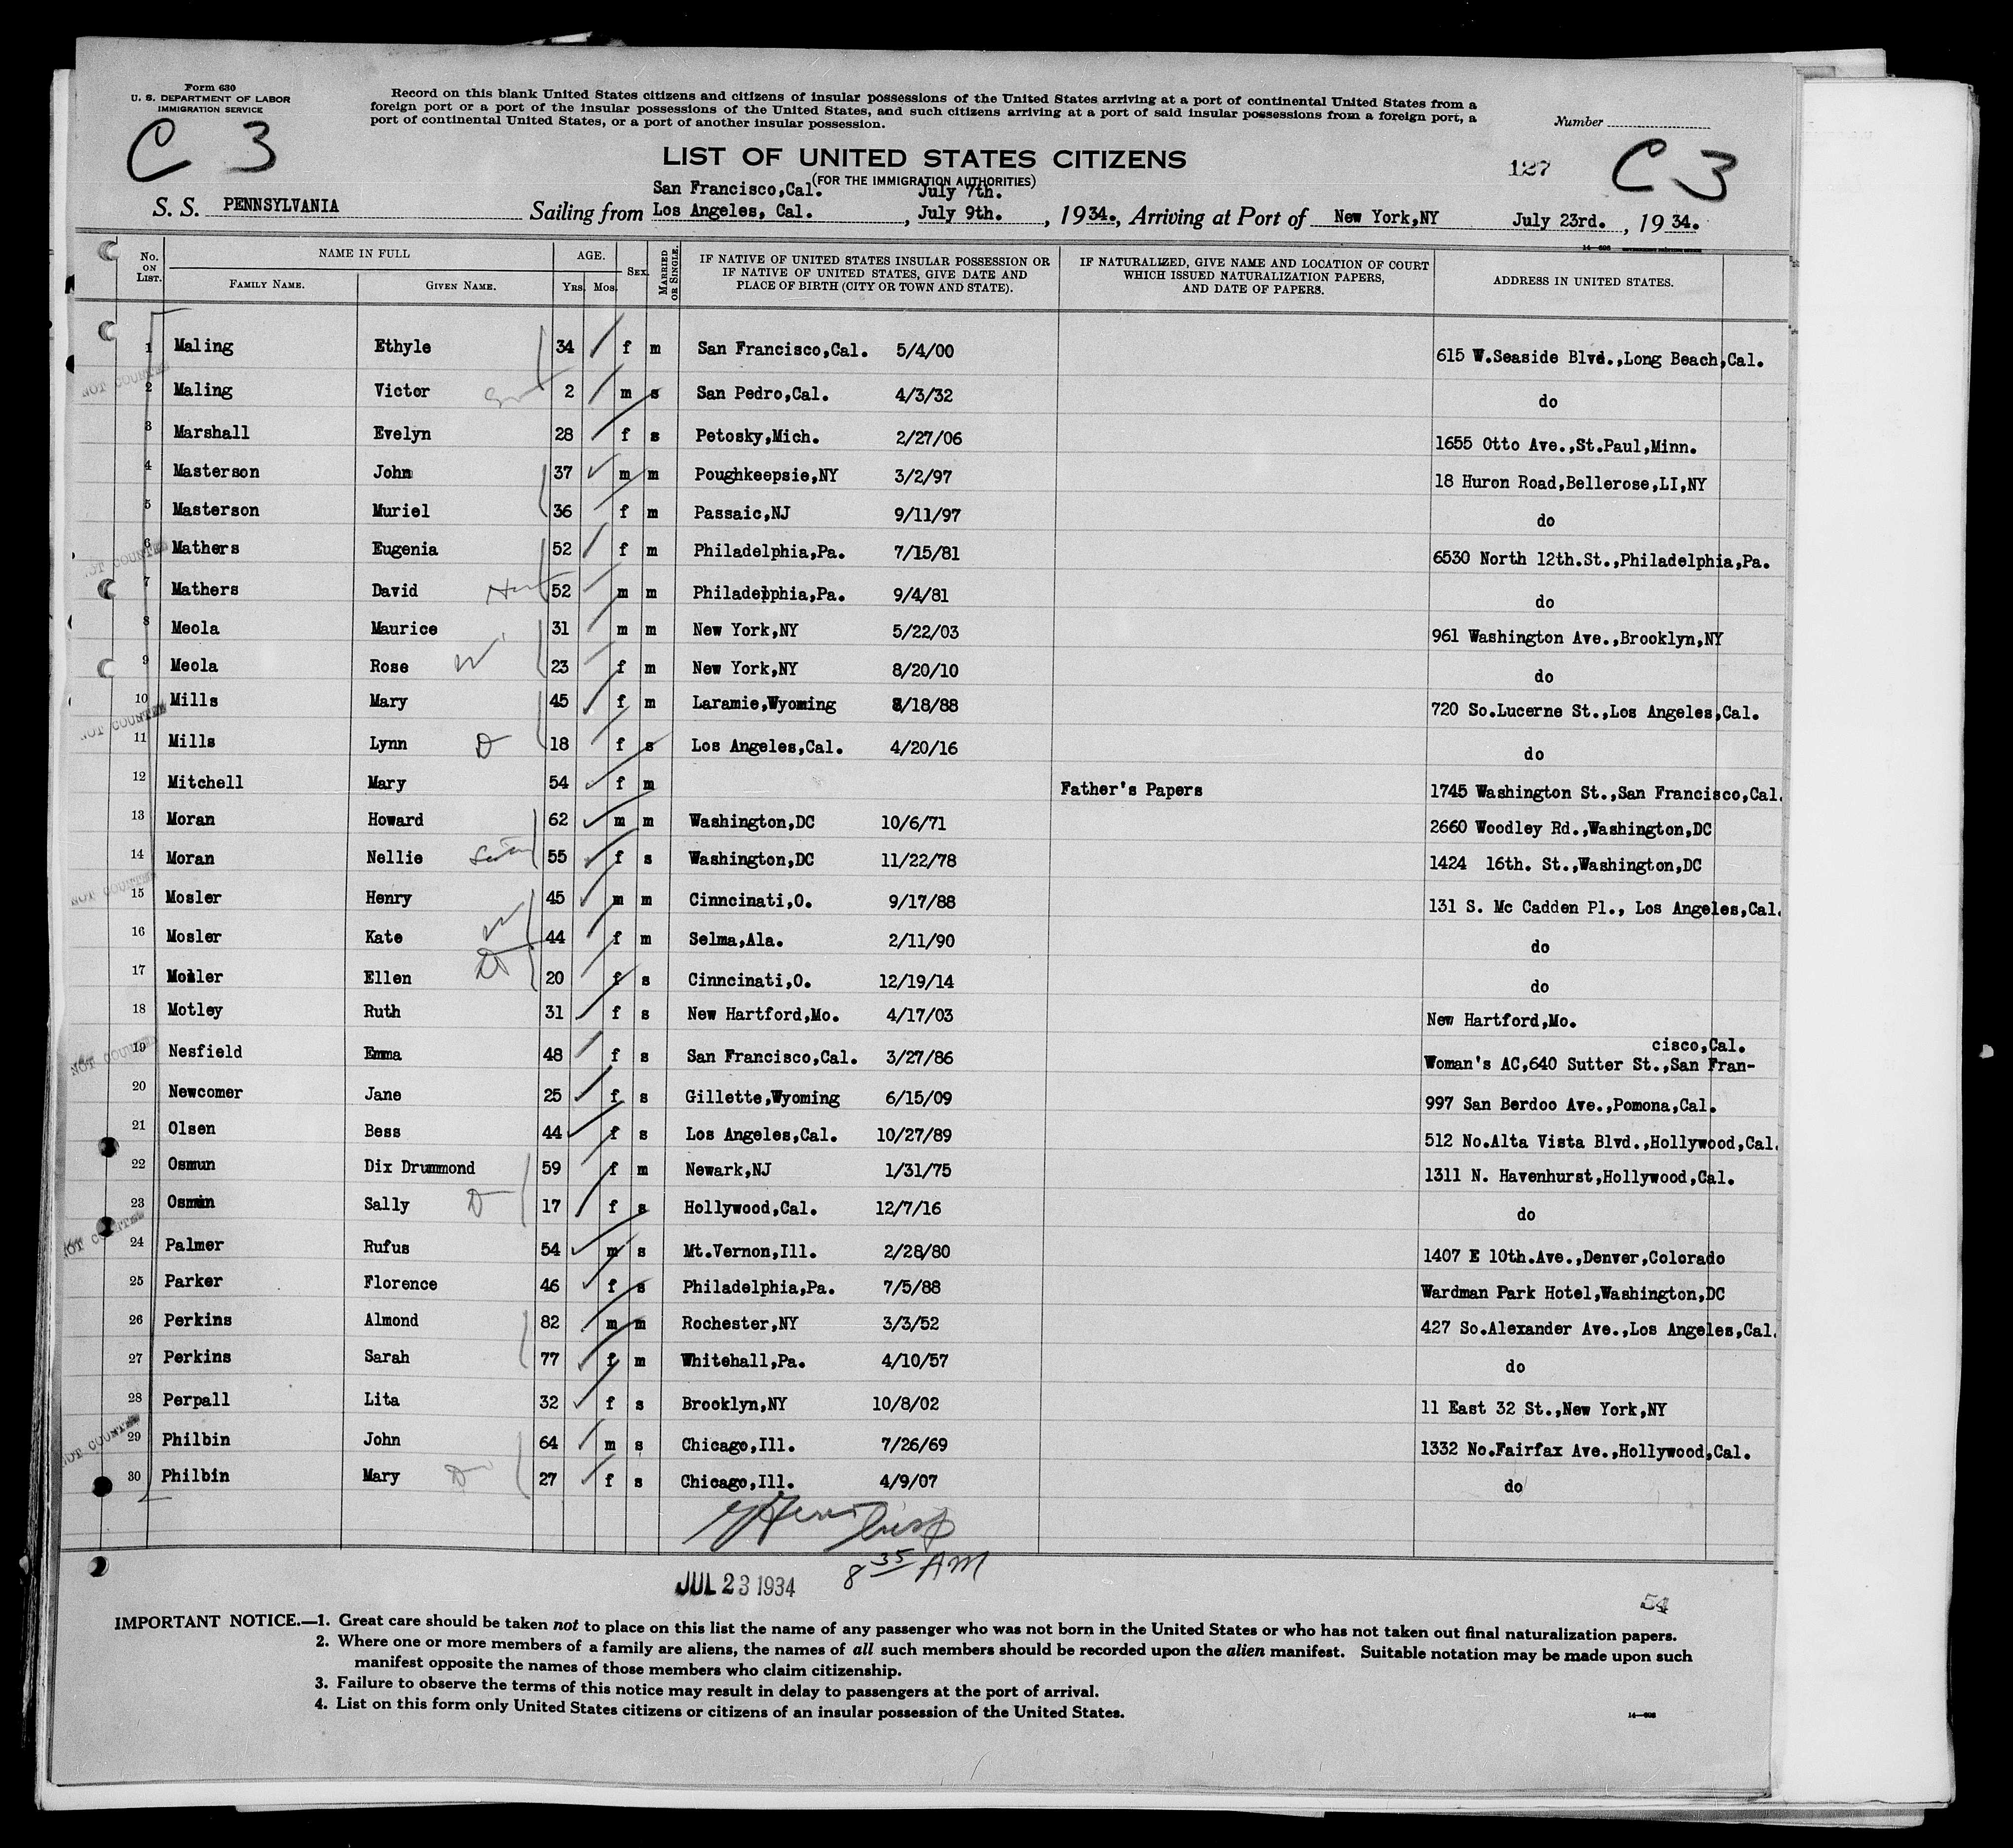 Form 630
U. S. DEPARTMENT OF LABOR
IMMIGRATION SERVICE
Record on this blank United States citizens and citizens of insular possessions of the United States arriving at a port of continental United States from a
foreign port or a port of the insular possessions of the United States, and such citizens arriving at a port of said insular possessions from a foreign port, a
port of continental United States, or a port of another insular possession.
Number
C 3
LIST OF UNITED STATES CITIZENS
127 C 3
(FOR THE IMMIGRATION AUTHORITIES)
San Francisco,Cal. July 7th.
S. S. PENNSYLVANIA Sailing from Los Angeles, Cal. , July 9th. , 1934., Arriving at Port of New York,NY July 23rd. , 19 34.
No. ON LIST. NAME IN FULL FAMILY NAME. GIVEN NAME. AGE. YRS. MOS. SEX. MARRIED OR SINGLE. IF NATIVE OF UNITED STATES INSULAR POSSESSION OR IF NATIVE OF UNITED STATES, GIVE DATE AND PLACE OF BIRTH (CITY OR TOWN AND STATE). IF NATURALIZED, GIVE NAME AND LOCATION OF COURT WHICH ISSUED NATURALIZATION PAPERS, AND DATE OF PAPERS. ADDRESS IN UNITED STATES.
1 Maling Ethyle 34 f m San Francisco,Cal. 5/4/00 615 W.Seaside Blvd.,Long Beach,Cal.
NOT COUNTED
2 Maling Victor 2 m s San Pedro,Cal. 4/3/32 do
3 Marshall Evelyn 28 f s Petosky,Mich. 2/27/06 1655 Otto Ave.,St.Paul,Minn.
4 Masterson John 37 m m Poughkeepsie,NY 3/2/97 18 Huron Road,Bellerose,LI,NY
5 Masterson Muriel 36 f m Passaic,NJ 9/11/97 do
6 Mathers Eugenia 52 f m Philadelphia,Pa. 7/15/81 6530 North 12th.St.,Philadelphia,Pa.
NOT COUNTED
7 Mathers David 52 m m Philadelphia,Pa. 9/4/81 do
8 Meola Maurice 31 m m New York,NY 5/22/03 961 Washington Ave.,Brooklyn,NY
9 Meola Rose W 23 f m New York,NY 8/20/10 do
10 Mills Mary 45 f m Laramie,Wyoming 8/18/88 720 So.Lucerne St.,Los Angeles,Cal.
NOT COUNTED
11 Mills Lynn D 18 f s Los Angeles,Cal. 4/20/16 do
12 Mitchell Mary 54 f m Father's Papers 1745 Washington St.,San Francisco,Cal.
13 Moran Howard 62 m m Washington,DC 10/6/71 2660 Woodley Rd.,Washington,DC
14 Moran Nellie 55 f s Washington,DC 11/22/78 1424 16th. St.,Washington,DC
NOT COUNTED
15 Mosler Henry 45 m m Cinncinati,O. 9/17/88 131 S. Mc Cadden Pl., Los Angeles,Cal.
16 Mosler Kate W 44 f m Selma,Ala. 2/11/90 do
17 Mosler Ellen D 20 f s Cinncinati,O. 12/19/14 do
18 Motley Ruth 31 f s New Hartford,Mo. 4/17/03 New Hartford,Mo.
NOT COUNTED
19 Nesfield Emma 48 f s San Francisco,Cal. 3/27/86 Woman's AC,640 Sutter St.,San Fran-
cisco,Cal.
20 Newcomer Jane 25 f s Gillette,Wyoming 6/15/09 997 San Berdoo Ave.,Pomona,Cal.
21 Olsen Bess 44 f s Los Angeles,Cal. 10/27/89 512 No.Alta Vista Blvd.,Hollywood,Cal.
22 Osmun Dix Drummond 59 f m Newark,NJ 1/31/75 1311 N. Havenhurst,Hollywood,Cal.
23 Osmun Sally D 17 f s Hollywood,Cal. 12/7/16 do
NOT COUNTED
24 Palmer Rufus 54 m s Mt.Vernon,Ill. 2/28/80 1407 E 10th.Ave.,Denver,Colorado
25 Parker Florence 46 f s Philadelphia,Pa. 7/5/88 Wardman Park Hotel,Washington,DC
26 Perkins Almond 82 m m Rochester,NY 3/3/52 427 So.Alexander Ave.,Los Angeles,Cal.
27 Perkins Sarah 77 f m Whitehall,Pa. 4/10/57 do
28 Perpall Lita 32 f s Brooklyn,NY 10/8/02 11 East 32 St.,New York,NY
NOT COUNTED
29 Philbin John 64 m s Chicago,Ill. 7/26/69 1332 No.Fairfax Ave.,Hollywood,Cal.
30 Philbin Mary D 27 f s Chicago,Ill. 4/9/07 do
8 35 AM
JUL 23 1934
54
IMPORTANT NOTICE.—1. Great care should be taken not to place on this list the name of any passenger who was not born in the United States or who has not taken out final naturalization papers.
2. Where one or more members of a family are aliens, the names of all such members should be recorded upon the alien manifest. Suitable notation may be made upon such
manifest opposite the names of those members who claim citizenship.
3. Failure to observe the terms of this notice may result in delay to passengers at the port of arrival.
4. List on this form only United States citizens or citizens of an insular possession of the United States.